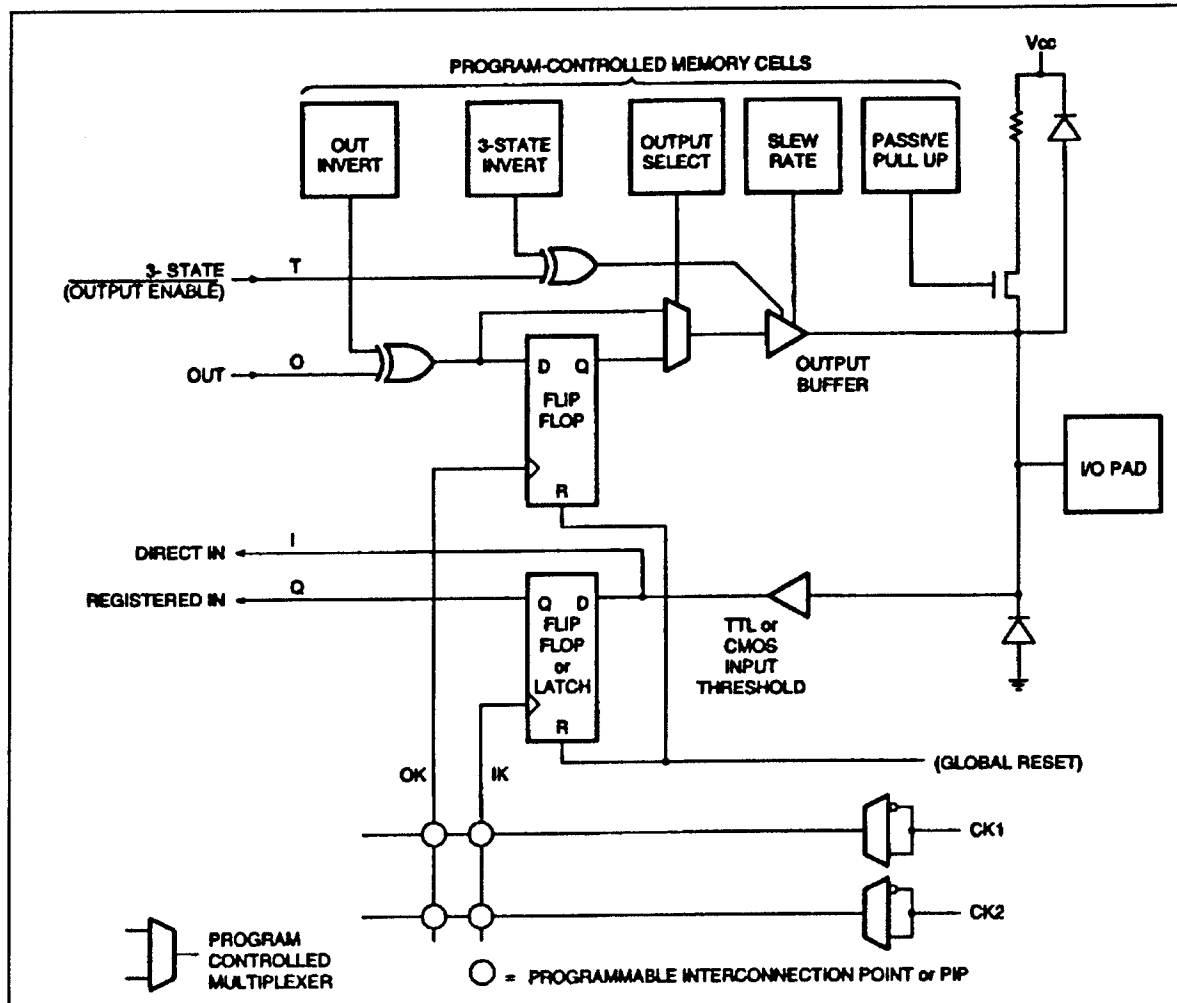 Vcc
PROGRAM-CONTROLLED MEMORY CELLS
OUT
INVERT
3-STATE
INVERT
OUTPUT
SELECT
SLEW
RATE
PASSIVE
PULL UP
3- STATE
(OUTPUT ENABLE)
T
OUT
O
D Q
FLIP
FLOP
R
OUTPUT
BUFFER
I/O PAD
DIRECT IN
I
REGISTERED IN
Q
Q D
FLIP
FLOP
or
LATCH
R
TTL or
CMOS
INPUT
THRESHOLD
OK
IK
(GLOBAL RESET)
CK1
CK2
PROGRAM
CONTROLLED
MULTIPLEXER
= PROGRAMMABLE INTERCONNECTION POINT or PIP